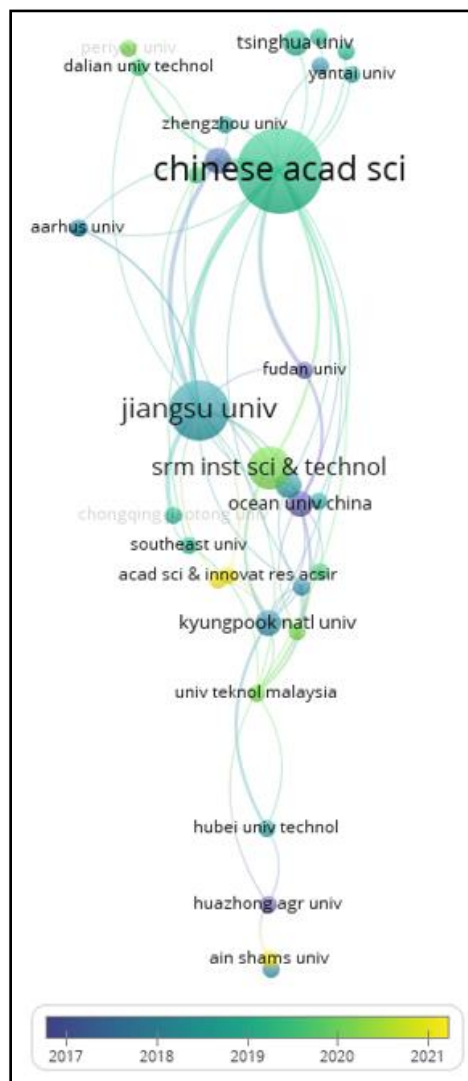 tsinghua univ
periyar univ
dalian univ technol
yantai univ
zhengzhou univ
chinese acad sci
aarhus univ
fudan univ
jiangsu univ
srm inst sci & technol
ocean univ china
chongqing jiaotong univ
southeast univ
acad sci & innovat res acsir
kyungpook natl univ
univ teknol malaysia
hubei univ technol
huazhong agr univ
ain shams univ
2017 2018 2019 2020 2021